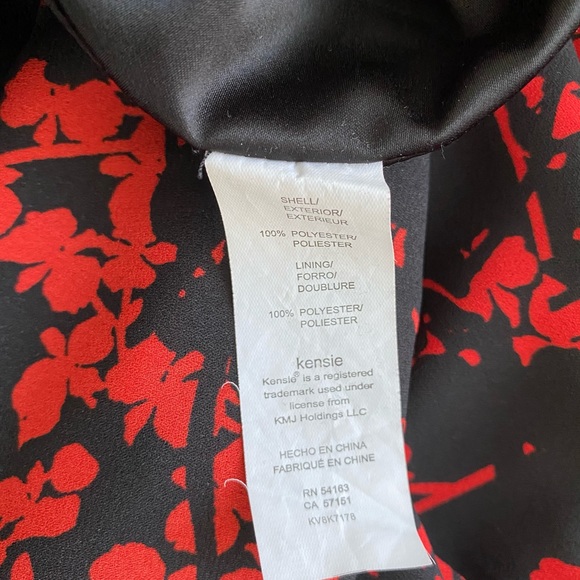 SHELL/
EXTERIOR/
EXTERIEUR
100% POLYESTER/
POLIESTER
LINING/
FORRO/
DOUBLURE
100% POLYESTER/
POLIESTER
kensie
Kensie® is a registered
trademark used under
license from
KMJ Holdings LLC
HECHO EN CHINA
FABRIQUÉ EN CHINE
RN 54163
CA 57151
KV8K7178